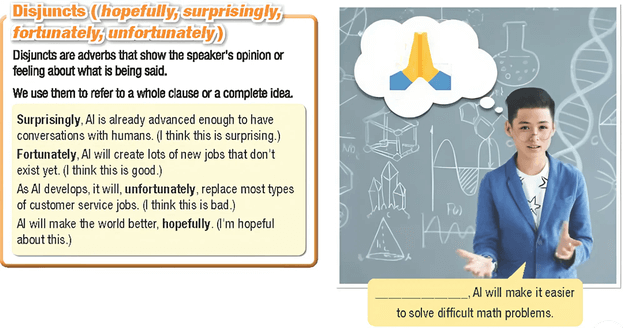 Disjuncts (hopefully, surprisingly,
fortunately, unfortunately)
Disjuncts are adverbs that show the speaker's opinion or
feeling about what is being said.
We use them to refer to a whole clause or a complete idea.
Surprisingly, AI is already advanced enough to have
conversations with humans. (I think this is surprising.)
Fortunately, AI will create lots of new jobs that don't
exist yet. (I think this is good.)
As AI develops, it will, unfortunately, replace most types
of customer service jobs. (I think this is bad.)
AI will make the world better, hopefully. (I'm hopeful
about this.)
F(x)
_______________, AI will make it easier
to solve difficult math problems.